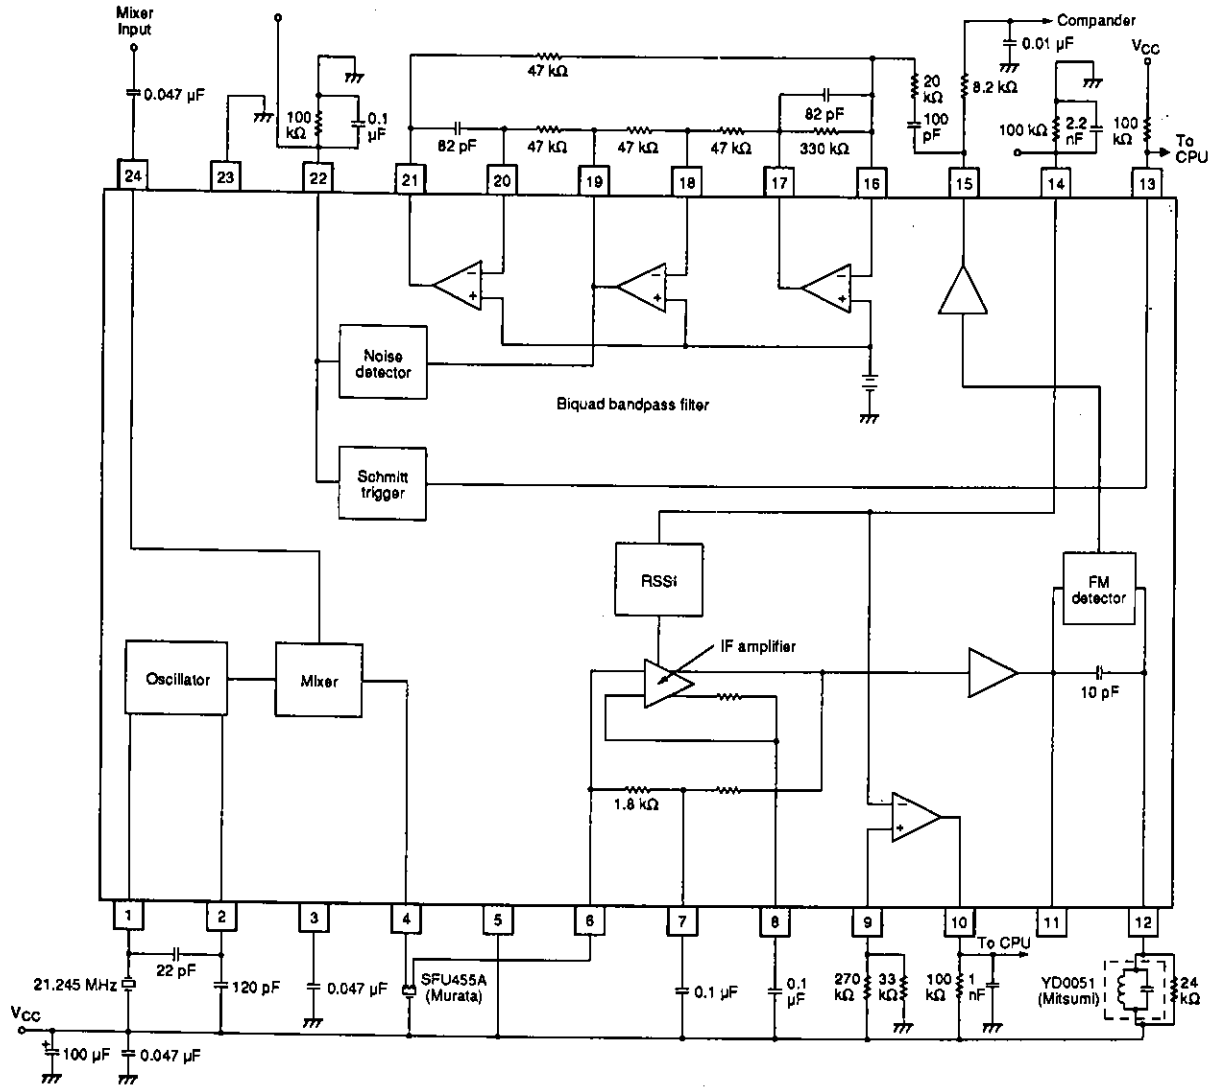 Mixer
Input
0.047 µF
100
kΩ
0.1
µF
47 kΩ
82 pF
47 kΩ
47 kΩ
47 kΩ
82 pF
330 kΩ
20
kΩ
100
pF
8.2 kΩ
Compander
0.01 µF
100 kΩ
2.2
nF
VCC
100
kΩ
To
CPU
24
23
22
21
20
19
18
17
16
15
14
13
−
+
−
+
−
+
Noise
detector
Biquad bandpass filter
Schmitt
trigger
RSSI
FM
detector
IF amplifier
Oscillator
Mixer
10 pF
1.8 kΩ
−
+
1
2
3
4
5
6
7
8
9
10
11
12
22 pF
21.245 MHz
120 pF
0.047 µF
SFU455A
(Murata)
0.1 µF
0.1
µF
270
kΩ
33
kΩ
100
kΩ
1
nF
To CPU
YD0051
(Mitsumi)
24
kΩ
VCC
+
100 µF
0.047 µF